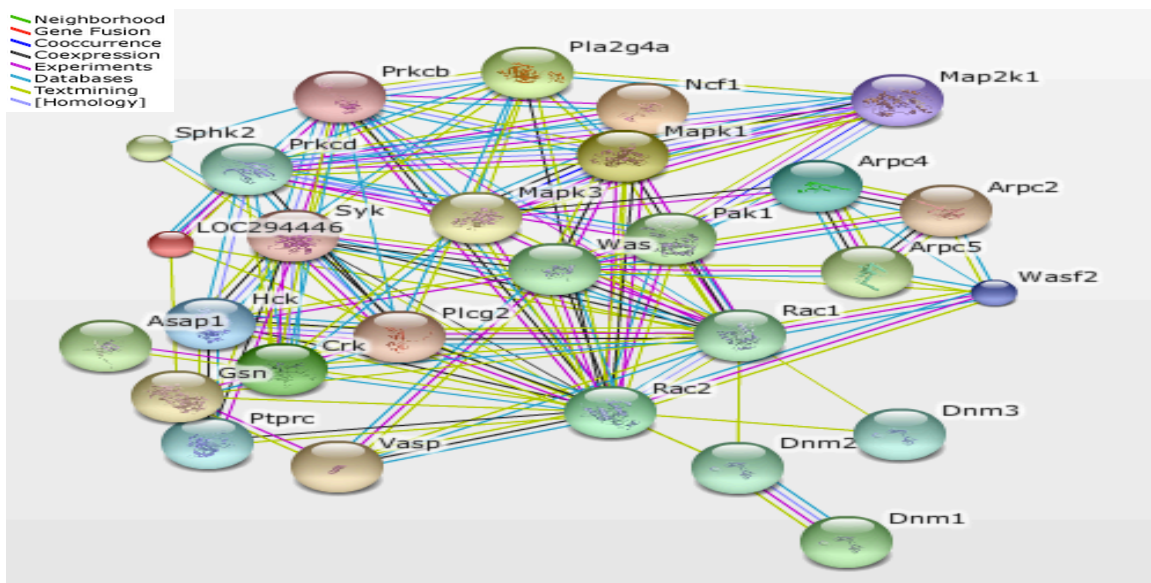 Neighborhood
Gene Fusion
Cooccurrence
Coexpression
Experiments
Databases
Textmining
[Homology]
Pla2g4a
Prkcb
Ncf1
Map2k1
Sphk2
Prkcd
Mapk1
Arpc4
Arpc2
Mapk3
Syk
Pak1
LOC294446
Was
Arpc5
Wasf2
Hck
Plcg2
Rac1
Asap1
Crk
Gsn
Rac2
Ptprc
Vasp
Dnm3
Dnm2
Dnm1